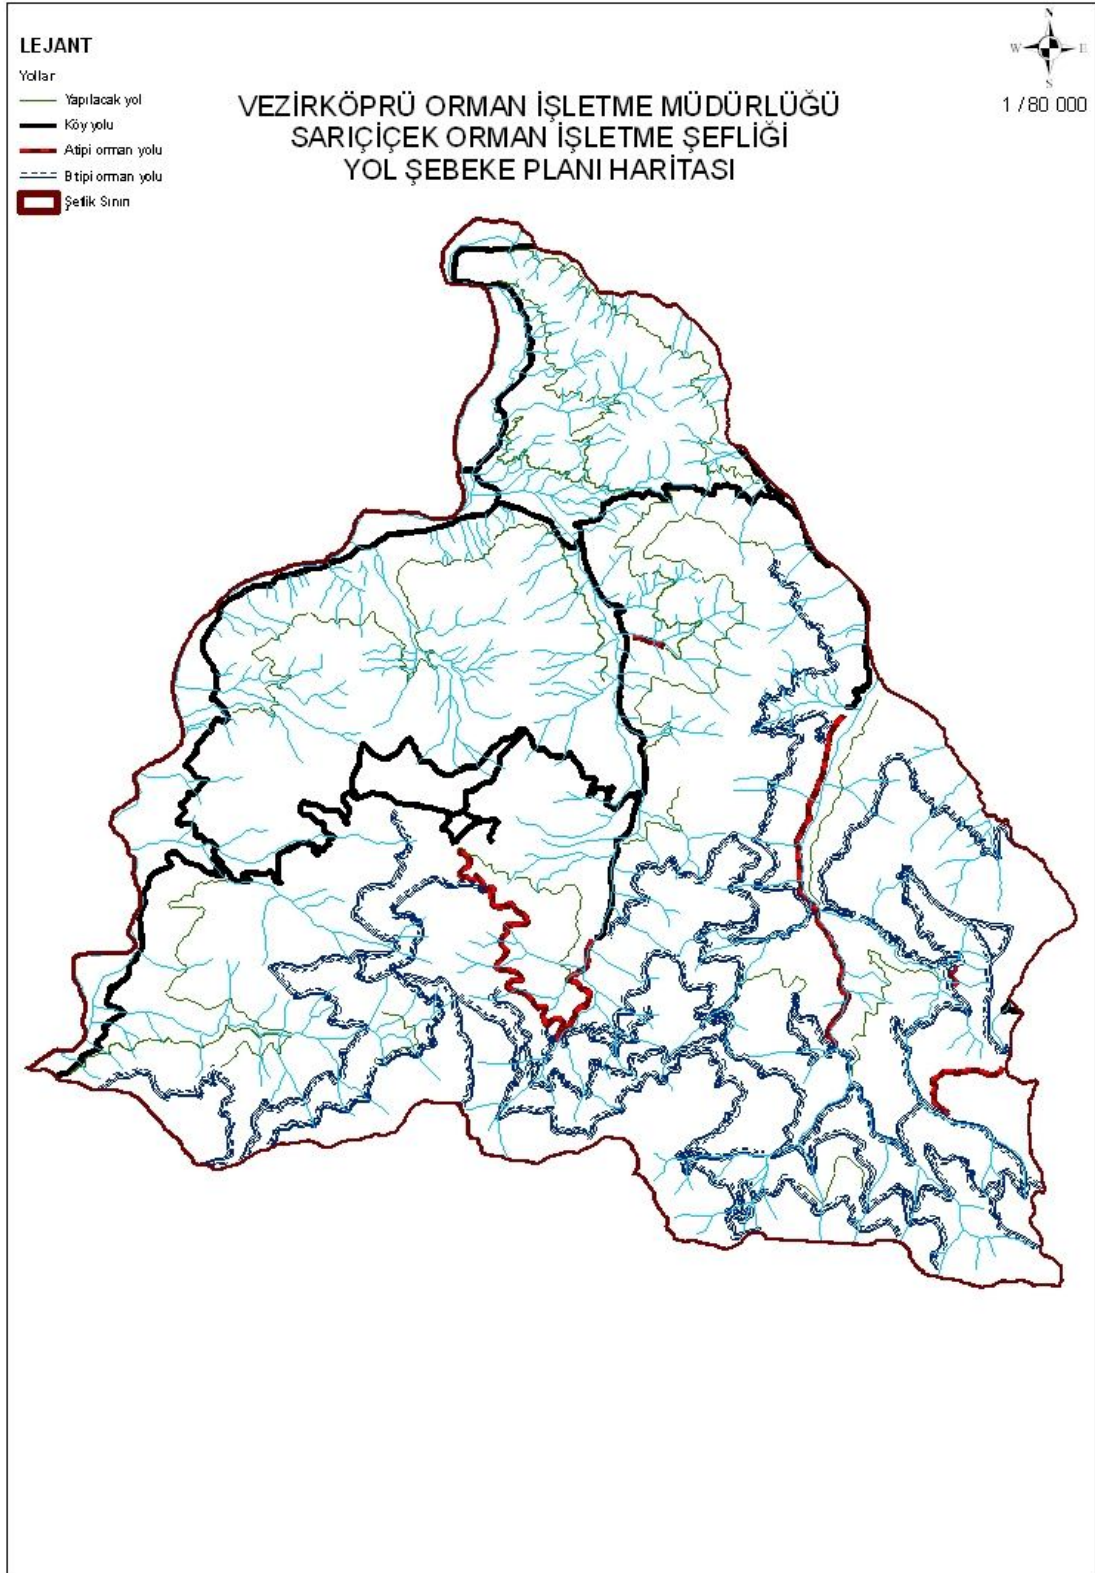 LEJANT
Yollar
Yapılacak yol
Köy yolu
A tipi orman yolu
B tipi orman yolu
Şeflik Sınırı
VEZİRKÖPRÜ ORMAN İŞLETME MÜDÜRLÜĞÜ
SARIÇİÇEK ORMAN İŞLETME ŞEFLİĞİ
YOL ŞEBEKE PLANI HARİTASI
N
W E
S
1 / 80 000